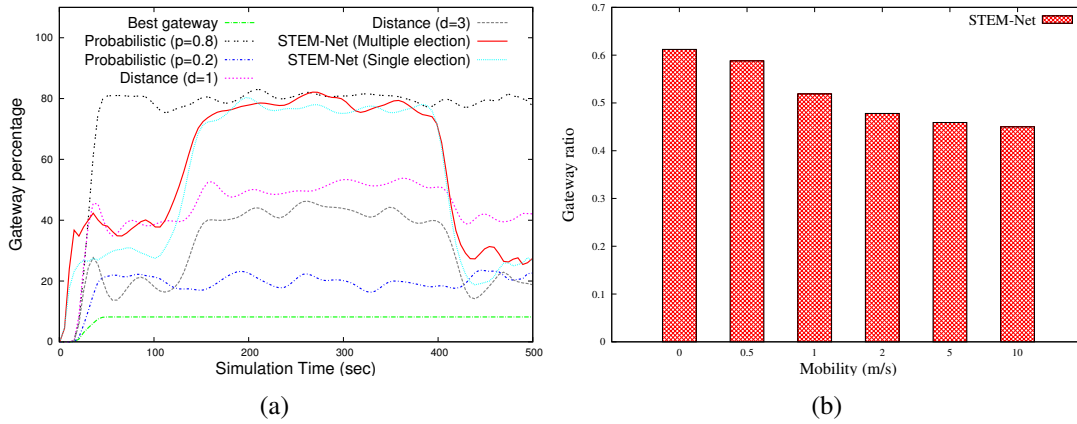 Best gateway
Probabilistic (p=0.8)
Probabilistic (p=0.2)
Distance (d=1)
Distance (d=3)
STEM-Net (Multiple election)
STEM-Net (Single election)
100
80
60
40
20
0
Gateway percentage
0 100 200 300 400 500
Simulation Time (sec)
(a)
STEM-Net
0.7
0.6
0.5
0.4
0.3
0.2
0.1
0
Gateway ratio
0 0.5 1 2 5 10
Mobility (m/s)
(b)